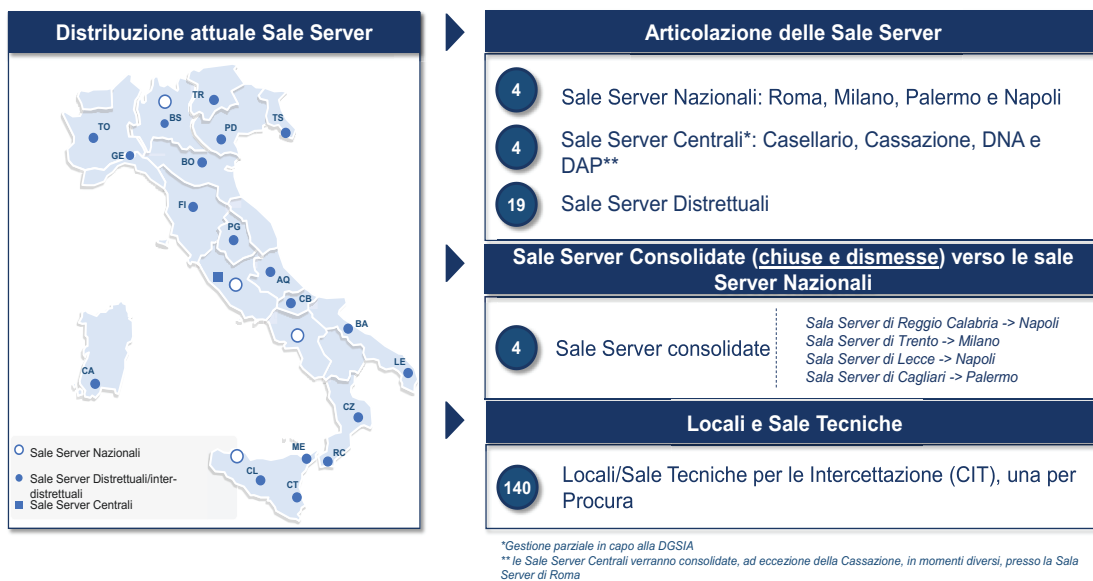 Distribuzione attuale Sale Server
TR
BS
TO
PD
TS
GE
BO
FI
PG
AQ
CB
BA
LE
CA
CZ
ME
RC
CL
CT
Sale Server Nazionali
Sale Server Distrettuali/inter-
distrettuali
Sale Server Centrali
Articolazione delle Sale Server
4
Sale Server Nazionali: Roma, Milano, Palermo e Napoli
4
Sale Server Centrali*: Casellario, Cassazione, DNA e
DAP**
19
Sale Server Distrettuali
Sale Server Consolidate (chiuse e dismesse) verso le sale
Server Nazionali
4
Sale Server consolidate
Sala Server di Reggio Calabria -> Napoli
Sala Server di Trento -> Milano
Sala Server di Lecce -> Napoli
Sala Server di Cagliari -> Palermo
Locali e Sale Tecniche
140
Locali/Sale Tecniche per le Intercettazione (CIT), una per
Procura
*Gestione parziale in capo alla DGSIA
** le Sale Server Centrali verranno consolidate, ad eccezione della Cassazione, in momenti diversi, presso la Sala
Server di Roma